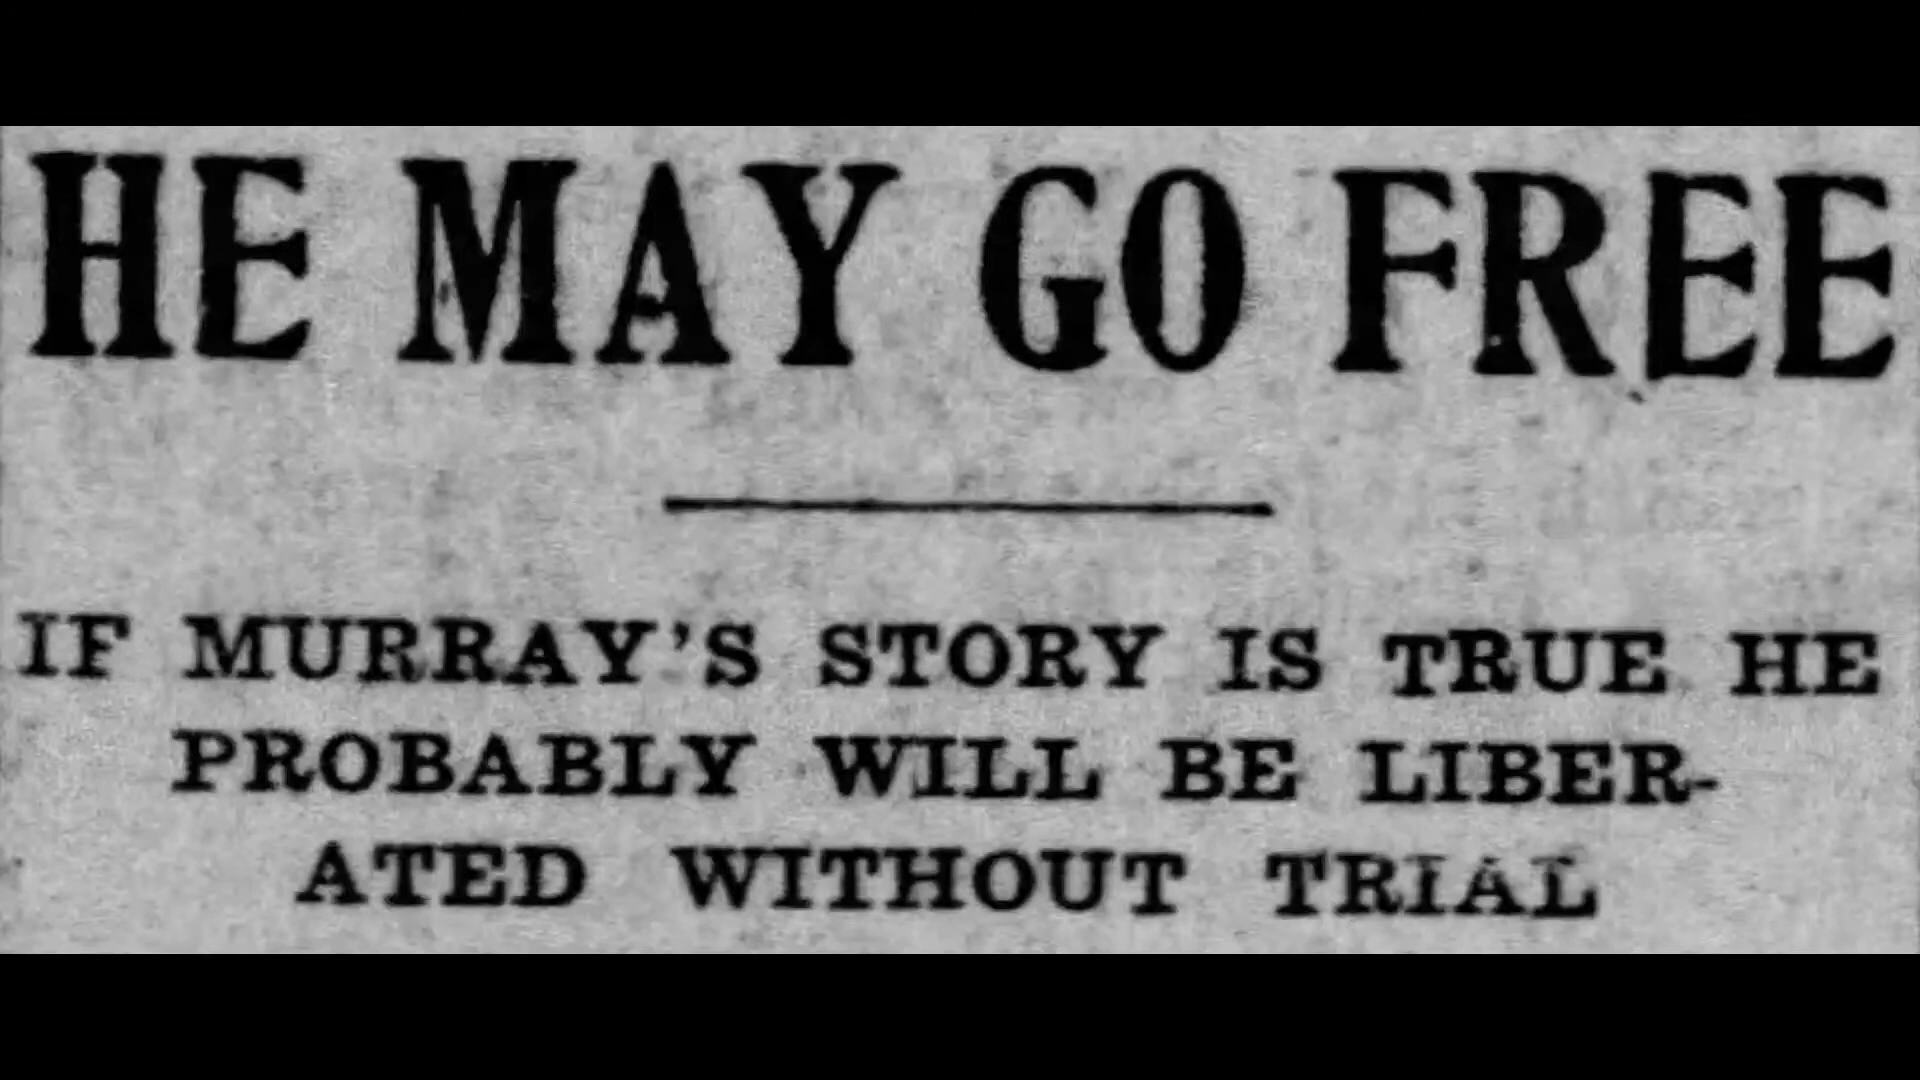 HE MAY GO FREE
IF MURRAY'S STORY IS TRUE HE
PROBABLY WILL BE LIBER-
ATED WITHOUT TRIAL